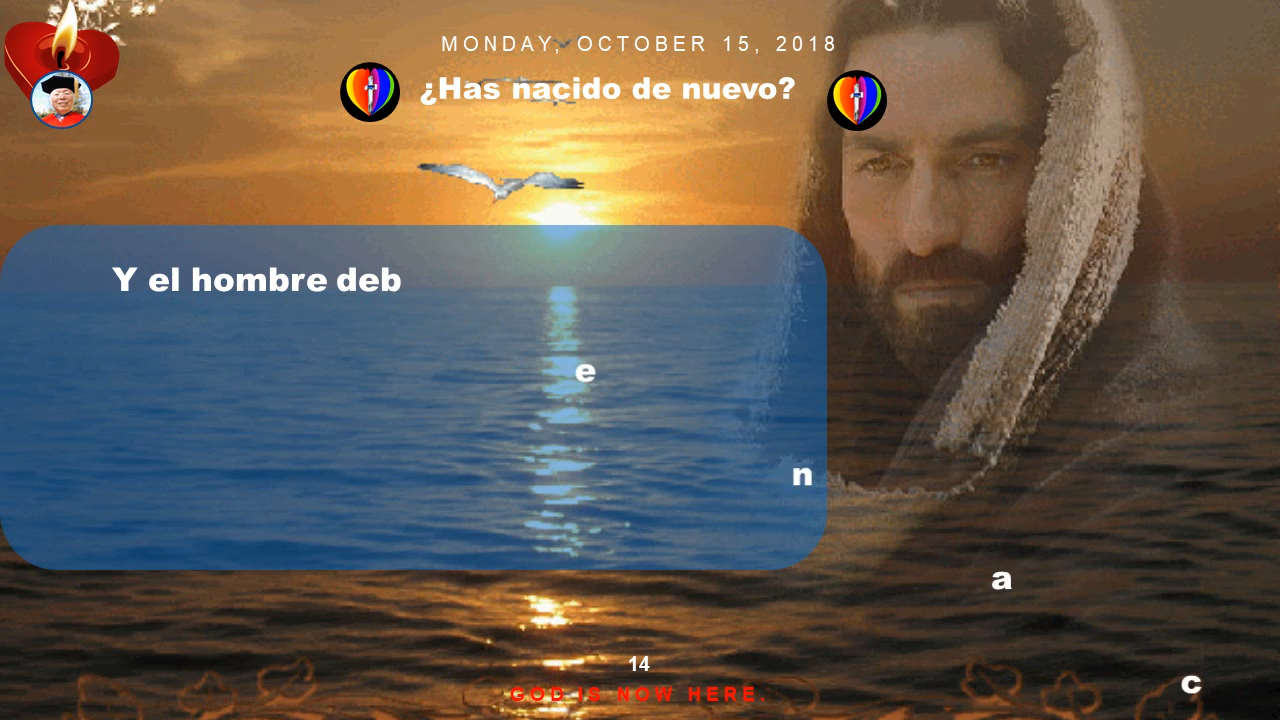 MONDAY, OCTOBER 15, 2018
¿Has nacido de nuevo?
Y el hombre deb
e
n
a
c
14
GOD IS NOW HERE.